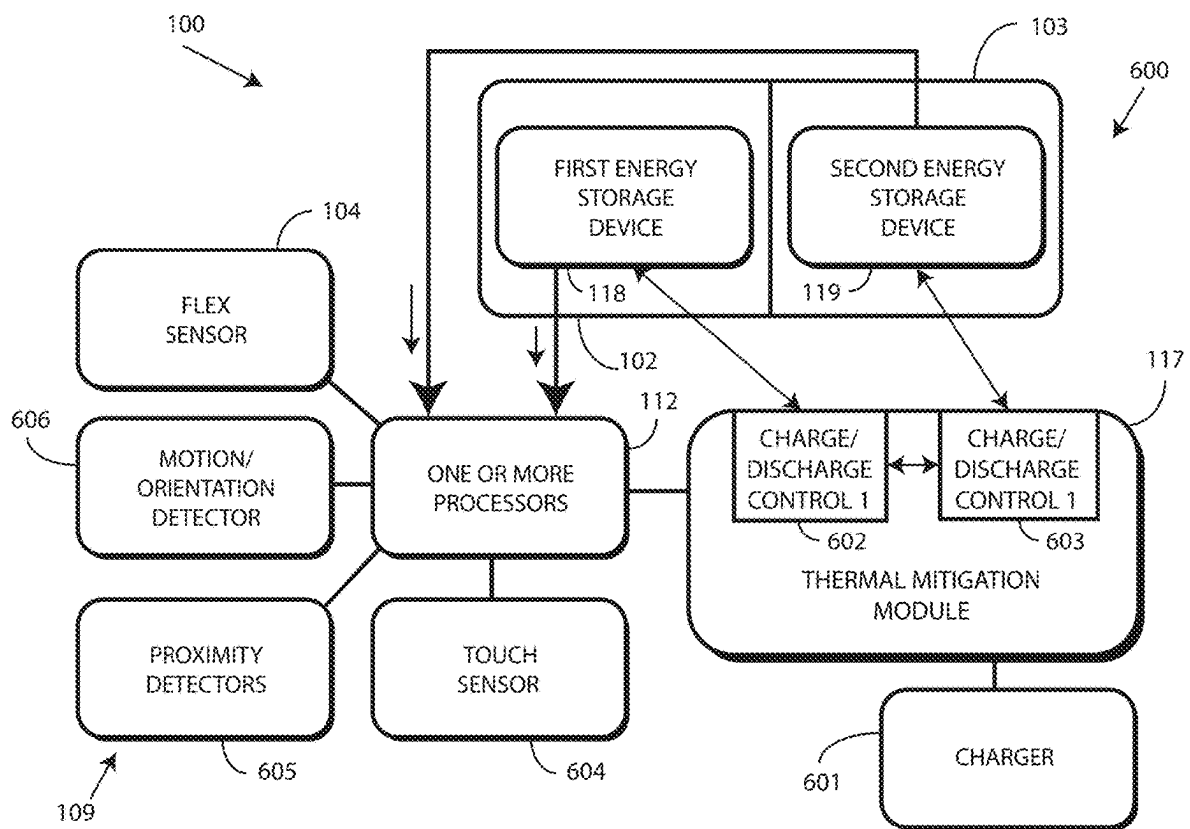 100
103
600
FIRST ENERGY
STORAGE
DEVICE
SECOND ENERGY
STORAGE
DEVICE
104
118
119
FLEX
SENSOR
102
117
606
112
MOTION/
ORIENTATION
DETECTOR
ONE OR MORE
PROCESSORS
CHARGE/
DISCHARGE
CONTROL 1
CHARGE/
DISCHARGE
CONTROL 1
602
603
THERMAL MITIGATION
MODULE
PROXIMITY
DETECTORS
TOUCH
SENSOR
CHARGER
605
604
601
109